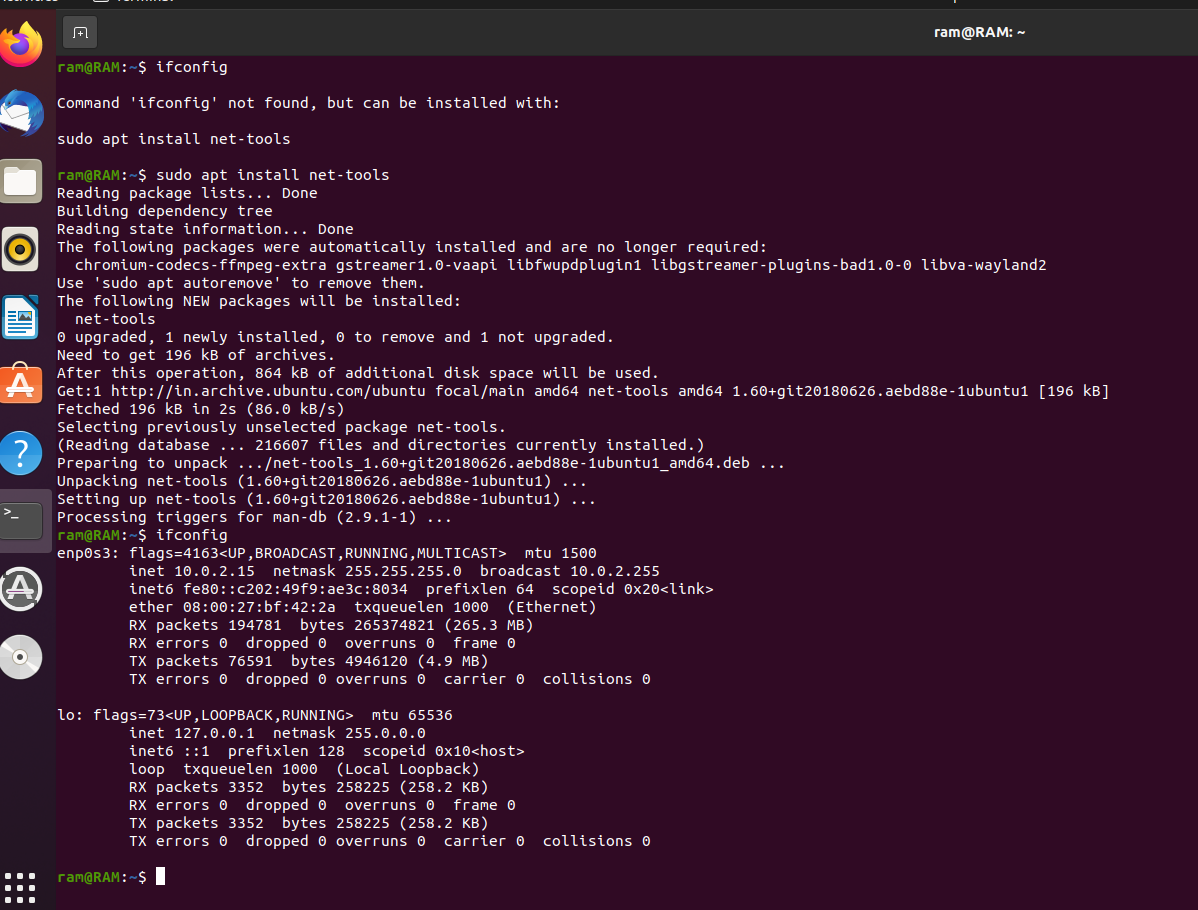 ram@RAM: ~
ram@RAM:~$ ifconfig
Command 'ifconfig' not found, but can be installed with:
sudo apt install net-tools
ram@RAM:~$ sudo apt install net-tools
Reading package lists... Done
Building dependency tree
Reading state information... Done
The following packages were automatically installed and are no longer required:
  chromium-codecs-ffmpeg-extra gstreamer1.0-vaapi libfwupdplugin1 libgstreamer-plugins-bad1.0-0 libva-wayland2
Use 'sudo apt autoremove' to remove them.
The following NEW packages will be installed:
  net-tools
0 upgraded, 1 newly installed, 0 to remove and 1 not upgraded.
Need to get 196 kB of archives.
After this operation, 864 kB of additional disk space will be used.
Get:1 http://in.archive.ubuntu.com/ubuntu focal/main amd64 net-tools amd64 1.60+git20180626.aebd88e-1ubuntu1 [196 kB]
Fetched 196 kB in 2s (86.0 kB/s)
Selecting previously unselected package net-tools.
(Reading database ... 216607 files and directories currently installed.)
Preparing to unpack .../net-tools_1.60+git20180626.aebd88e-1ubuntu1_amd64.deb ...
Unpacking net-tools (1.60+git20180626.aebd88e-1ubuntu1) ...
Setting up net-tools (1.60+git20180626.aebd88e-1ubuntu1) ...
Processing triggers for man-db (2.9.1-1) ...
ram@RAM:~$ ifconfig
enp0s3: flags=4163<UP,BROADCAST,RUNNING,MULTICAST>  mtu 1500
        inet 10.0.2.15  netmask 255.255.255.0  broadcast 10.0.2.255
        inet6 fe80::c202:49f9:ae3c:8034  prefixlen 64  scopeid 0x20<link>
        ether 08:00:27:bf:42:2a  txqueuelen 1000  (Ethernet)
        RX packets 194781  bytes 265374821 (265.3 MB)
        RX errors 0  dropped 0  overruns 0  frame 0
        TX packets 76591  bytes 4946120 (4.9 MB)
        TX errors 0  dropped 0 overruns 0  carrier 0  collisions 0
lo: flags=73<UP,LOOPBACK,RUNNING>  mtu 65536
        inet 127.0.0.1  netmask 255.0.0.0
        inet6 ::1  prefixlen 128  scopeid 0x10<host>
        loop  txqueuelen 1000  (Local Loopback)
        RX packets 3352  bytes 258225 (258.2 KB)
        RX errors 0  dropped 0  overruns 0  frame 0
        TX packets 3352  bytes 258225 (258.2 KB)
        TX errors 0  dropped 0 overruns 0  carrier 0  collisions 0
ram@RAM:~$